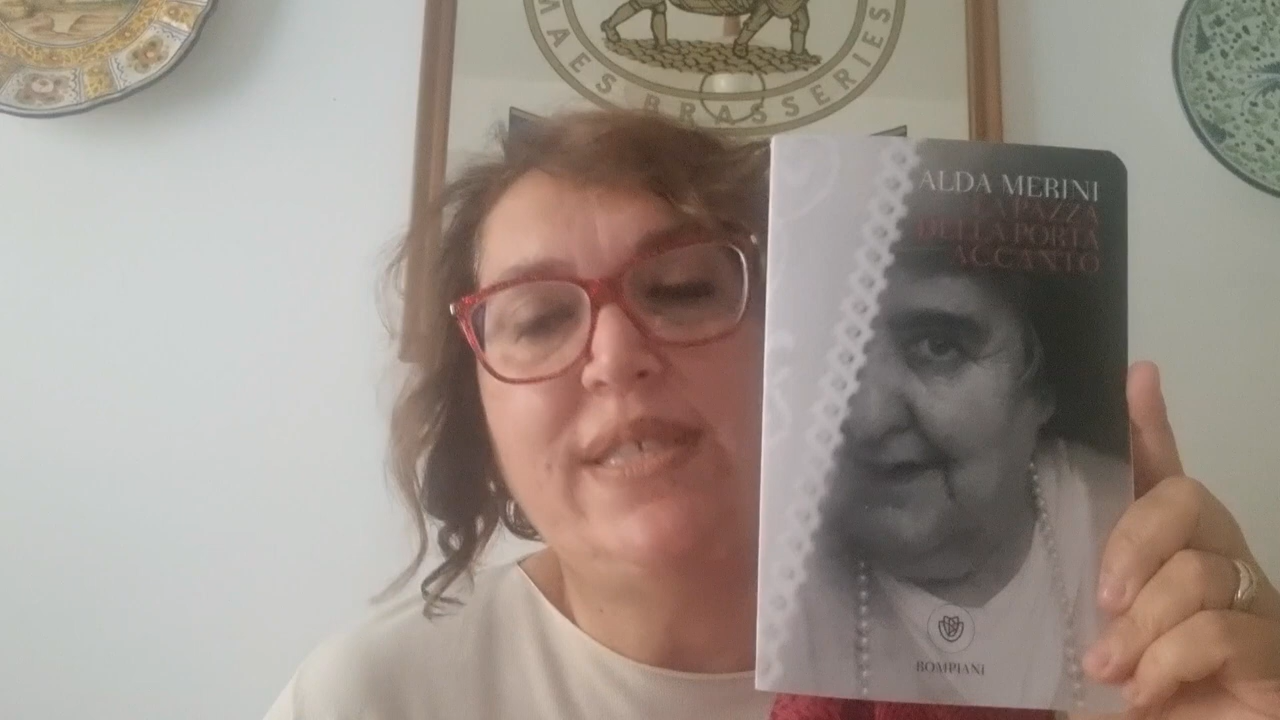 MAES BRASSERIES
ALDA MERINI
LA PAZZA
DELLA PORTA
ACCANTO
BOMPIANI